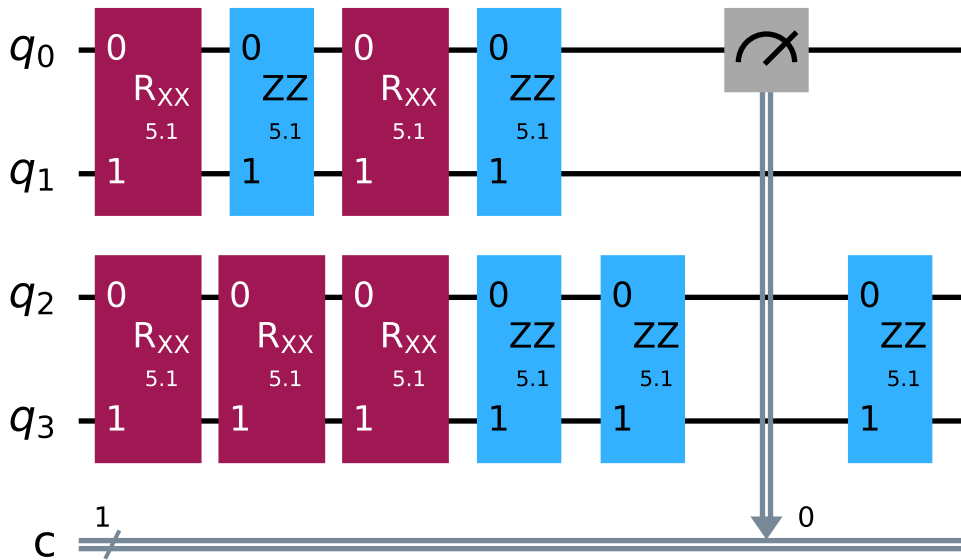 q0 0 0 0 0
RXX ZZ RXX ZZ
5.1 5.1 5.1 5.1
q1 1 1 1 1
q2 0 0 0 0 0 0
RXX RXX RXX ZZ ZZ ZZ
5.1 5.1 5.1 5.1 5.1 5.1
q3 1 1 1 1 1 1
1 0
c